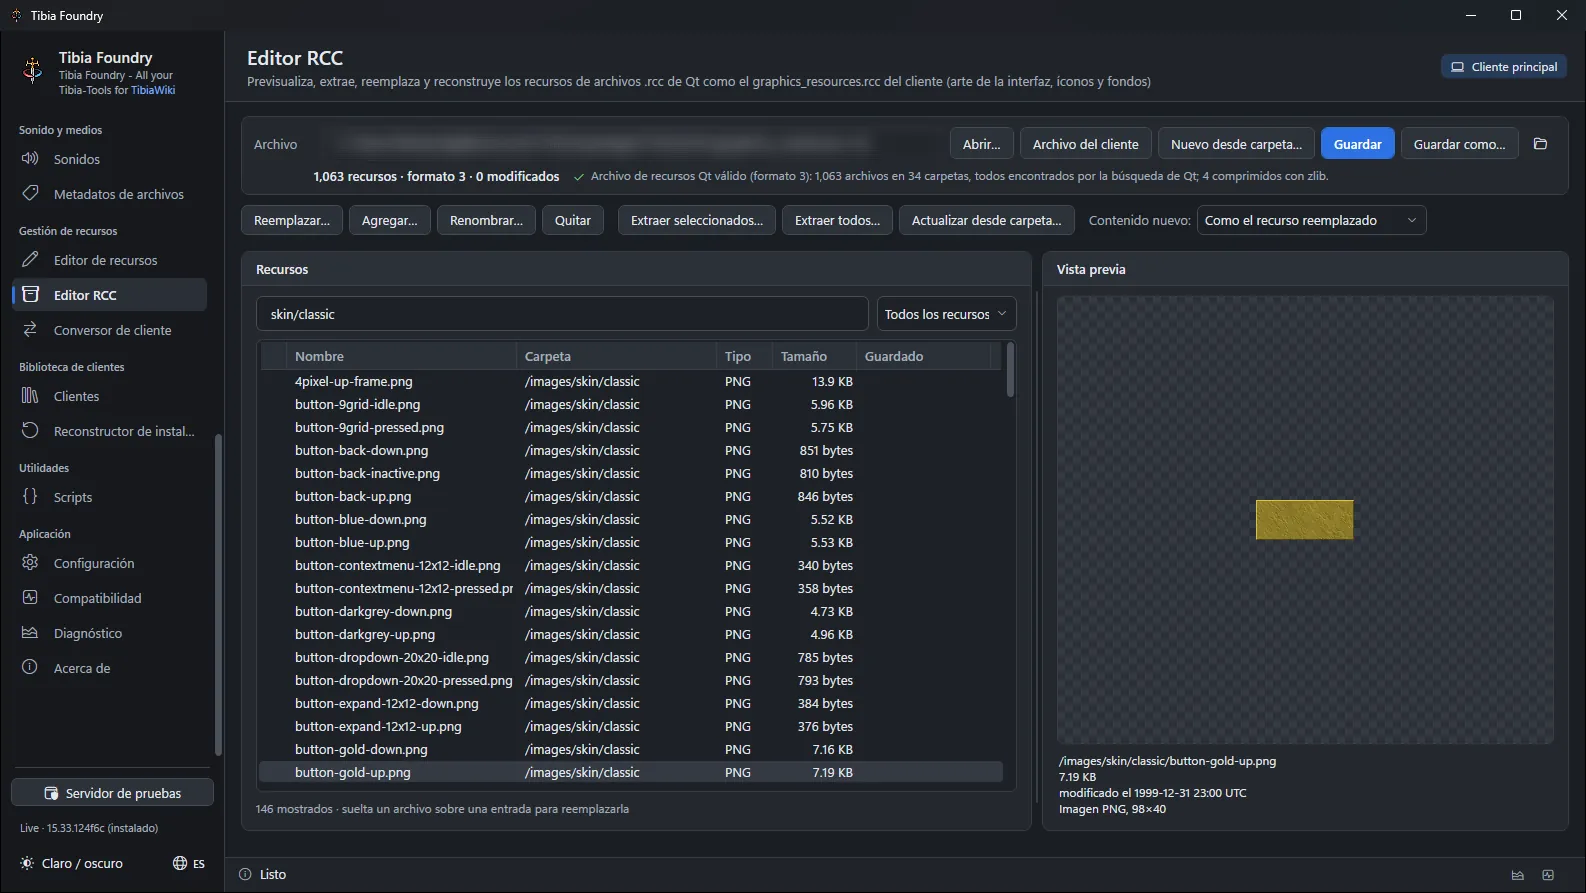 Tibia Foundry
Tibia Foundry
Tibia Foundry - All your
Tibia-Tools for TibiaWiki
Sonido y medios
Sonidos
Metadatos de archivos
Gestión de recursos
Editor de recursos
Editor RCC
Conversor de cliente
Biblioteca de clientes
Clientes
Reconstructor de instal...
Utilidades
Scripts
Aplicación
Configuración
Compatibilidad
Diagnóstico
Acerca de
Servidor de pruebas
Live · 15.33.124f6c (instalado)
Claro / oscuro ES
Editor RCC
Previsualiza, extrae, reemplaza y reconstruye los recursos de archivos .rcc de Qt como el graphics_resources.rcc del cliente (arte de la interfaz, íconos y fondos)
Cliente principal
Archivo Abrir... Archivo del cliente Nuevo desde carpeta... Guardar Guardar como...
1,063 recursos · formato 3 · 0 modificados Archivo de recursos Qt válido (formato 3): 1,063 archivos en 34 carpetas, todos encontrados por la búsqueda de Qt; 4 comprimidos con zlib.
Reemplazar... Agregar... Renombrar... Quitar Extraer seleccionados... Extraer todos... Actualizar desde carpeta... Contenido nuevo: Como el recurso reemplazado
Recursos
skin/classic Todos los recursos
Nombre Carpeta Tipo Tamaño Guardado
4pixel-up-frame.png /images/skin/classic PNG 13.9 KB
button-9grid-idle.png /images/skin/classic PNG 5.96 KB
button-9grid-pressed.png /images/skin/classic PNG 5.75 KB
button-back-down.png /images/skin/classic PNG 851 bytes
button-back-inactive.png /images/skin/classic PNG 810 bytes
button-back-up.png /images/skin/classic PNG 846 bytes
button-blue-down.png /images/skin/classic PNG 5.52 KB
button-blue-up.png /images/skin/classic PNG 5.53 KB
button-contextmenu-12x12-idle.png /images/skin/classic PNG 340 bytes
button-contextmenu-12x12-pressed.pr /images/skin/classic PNG 358 bytes
button-darkgrey-down.png /images/skin/classic PNG 4.73 KB
button-darkgrey-up.png /images/skin/classic PNG 4.96 KB
button-dropdown-20x20-idle.png /images/skin/classic PNG 785 bytes
button-dropdown-20x20-pressed.png /images/skin/classic PNG 793 bytes
button-expand-12x12-down.png /images/skin/classic PNG 384 bytes
button-expand-12x12-up.png /images/skin/classic PNG 376 bytes
button-gold-down.png /images/skin/classic PNG 7.16 KB
button-gold-up.png /images/skin/classic PNG 7.19 KB
146 mostrados · suelta un archivo sobre una entrada para reemplazarla
Vista previa
/images/skin/classic/button-gold-up.png
7.19 KB
modificado el 1999-12-31 23:00 UTC
Imagen PNG, 98×40
Listo